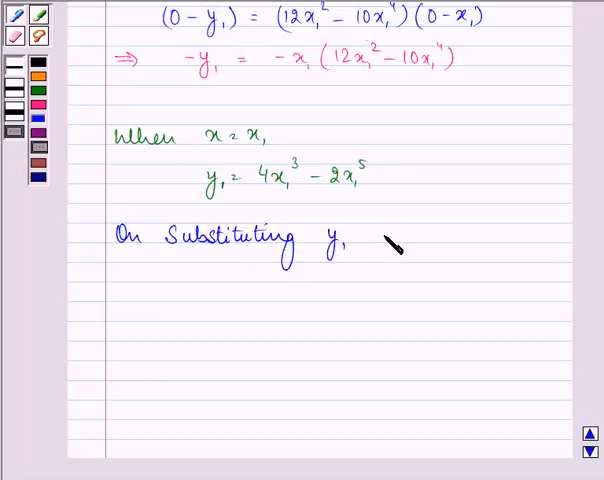 (0 - y₁) = (12x₁² - 10x₁⁴)(0 - x₁)
⇒ -y₁ = -x₁(12x₁² - 10x₁⁴)
When x = x₁
y₁ = 4x₁³ - 2x₁⁵
On Substituting y₁